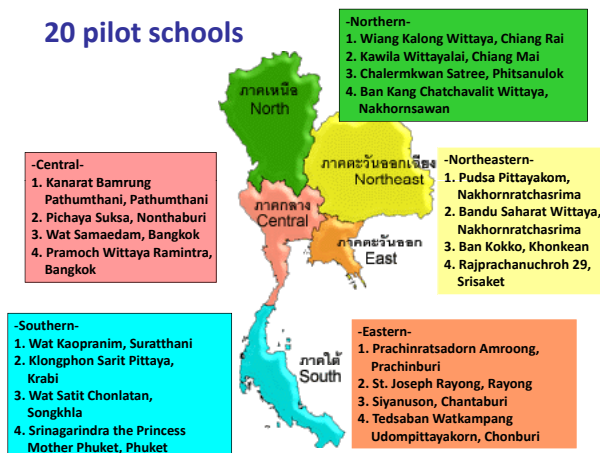 20 pilot schools
-Northern-
1. Wiang Kalong Wittaya, Chiang Rai
2. Kawila Wittayalai, Chiang Mai
3. Chalermkwan Satree, Phitsanulok
4. Ban Kang Chatchavalit Wittaya,
Nakhornsawan
ภาคเหนือ
North
ภาคตะวันออกเฉียง
Northeast
ภาคกลาง
Central
ภาคตะวันออก
East
ภาคใต้
South
-Central-
1. Kanarat Bamrung
Pathumthani, Pathumthani
2. Pichaya Suksa, Nonthaburi
3. Wat Samaedam, Bangkok
4. Pramoch Wittaya Ramintra,
Bangkok
-Northeastern-
1. Pudsa Pittayakom,
Nakhornratchasrima
2. Bandu Saharat Wittaya,
Nakhornratchasrima
3. Ban Kokko, Khonkean
4. Rajprachanuchroh 29,
Srisaket
-Southern-
1. Wat Kaopranim, Suratthani
2. Klongphon Sarit Pittaya,
Krabi
3. Wat Satit Chonlatan,
Songkhla
4. Srinagarindra the Princess
Mother Phuket, Phuket
-Eastern-
1. Prachinratsadorn Amroong,
Prachinburi
2. St. Joseph Rayong, Rayong
3. Siyanuson, Chantaburi
4. Tedsaban Watkampang
Udompittayakorn, Chonburi